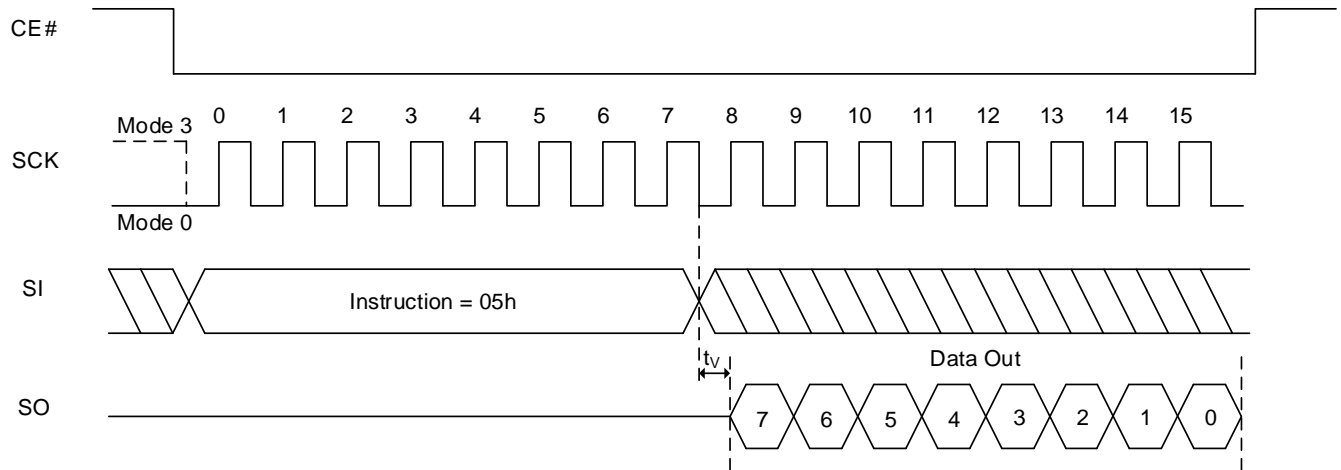 CE#
0 1 2 3 4 5 6 7 8 9 10 11 12 13 14 15
Mode 3
SCK
Mode 0
SI
Instruction = 05h
tV
Data Out
SO
7 6 5 4 3 2 1 0